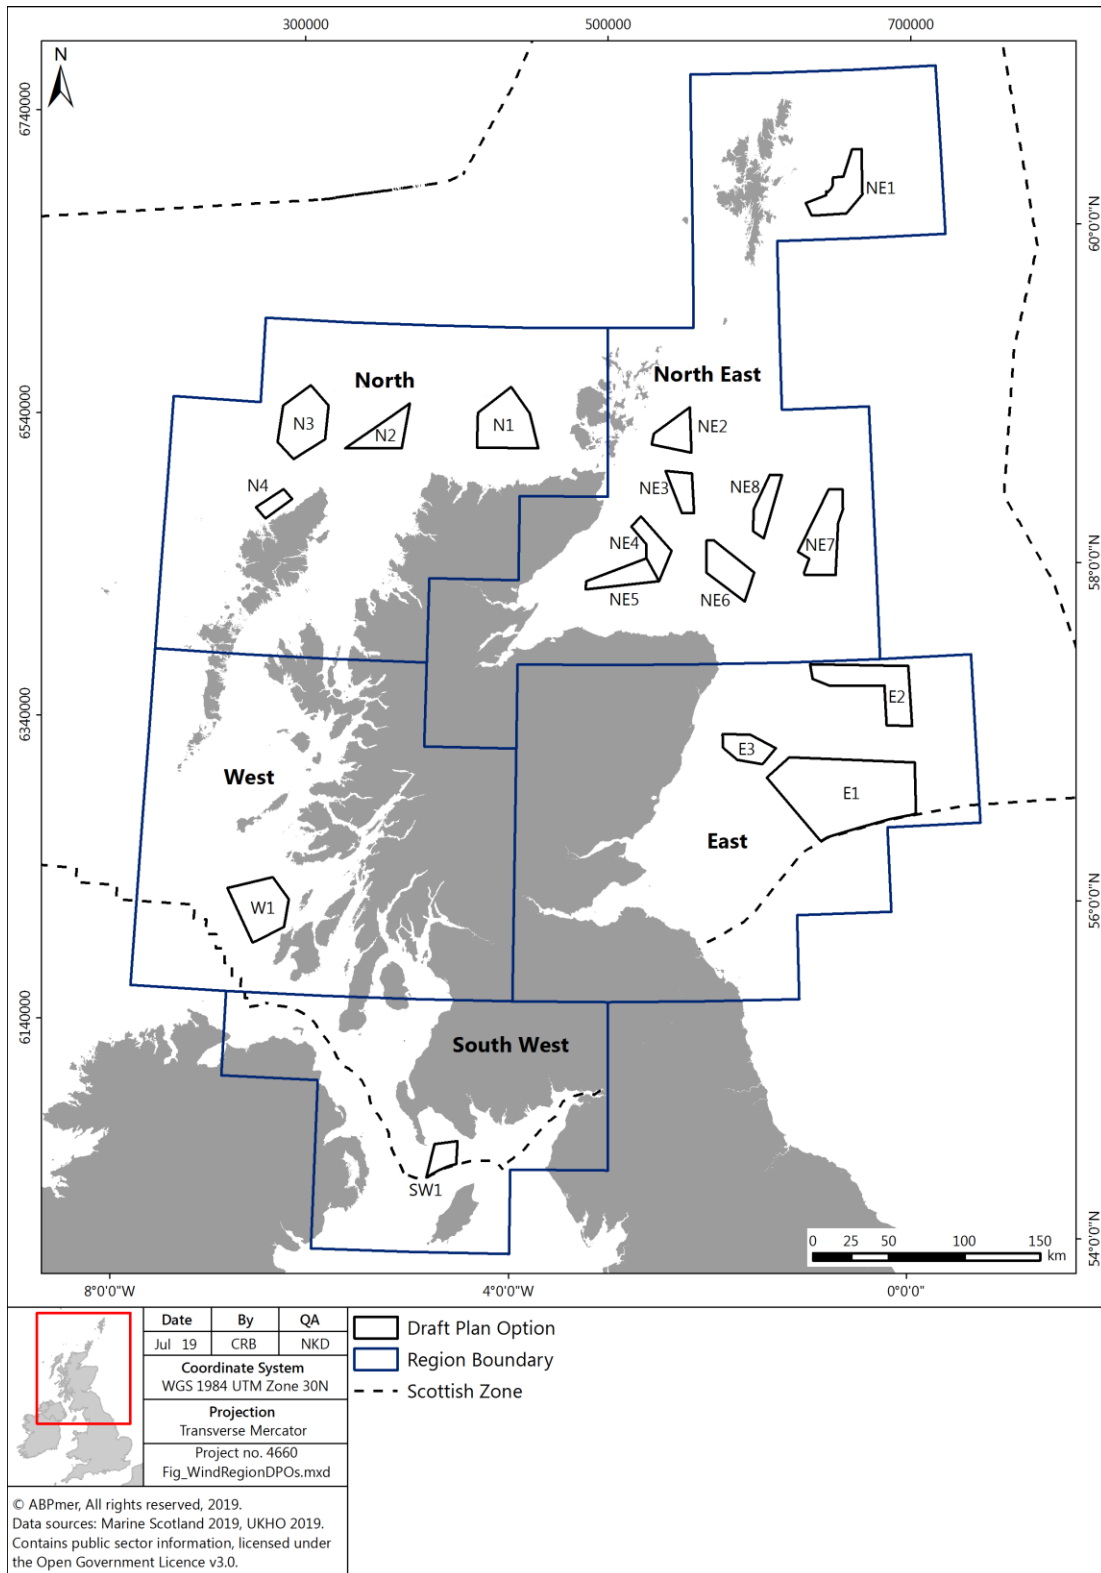 300000
500000
700000
N
6740000
NE1
60°0'0"N
North
North East
6540000
N3
N2
N1
NE2
N4
NE3
NE8
NE4
NE7
58°0'0"N
NE5
NE6
6340000
E2
E3
West
E1
East
W1
56°0'0"N
6140000
South West
SW1
0 25 50 100 150
km
54°0'0"N
8°0'0"W
4°0'0"W
0°0'0"
Date By QA
Jul 19 CRB NKD
Coordinate System
WGS 1984 UTM Zone 30N
Projection
Transverse Mercator
Project no. 4660
Fig_WindRegionDPOs.mxd
© ABPmer, All rights reserved, 2019.
Data sources: Marine Scotland 2019, UKHO 2019.
Contains public sector information, licensed under
the Open Government Licence v3.0.
Draft Plan Option
Region Boundary
Scottish Zone